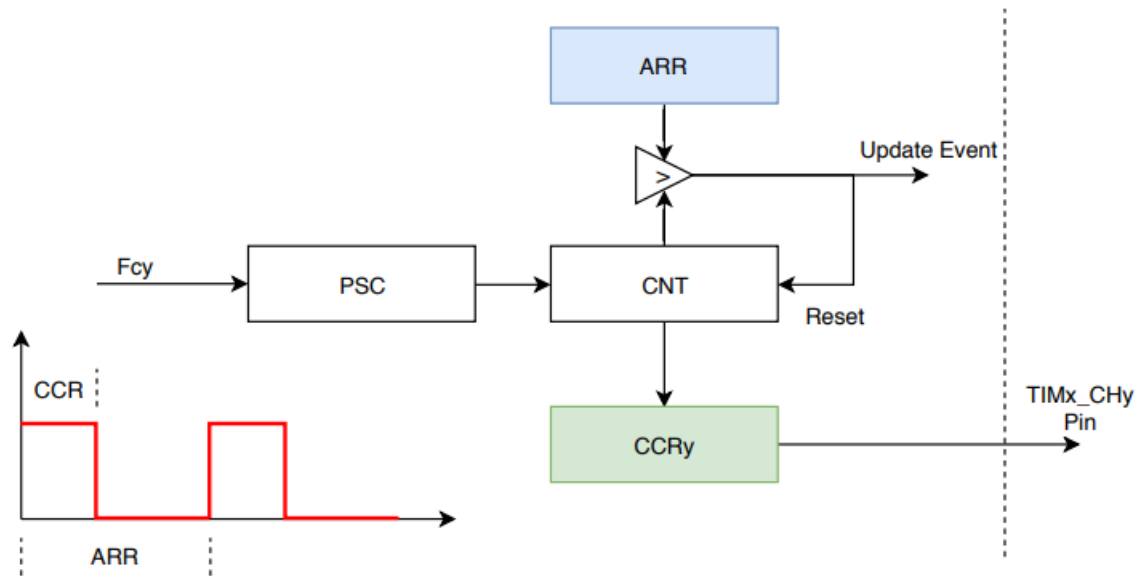 ARR
Update Event
>
Fcy
PSC
CNT
Reset
CCR
CCRy
TIMx_CHy
Pin
ARR